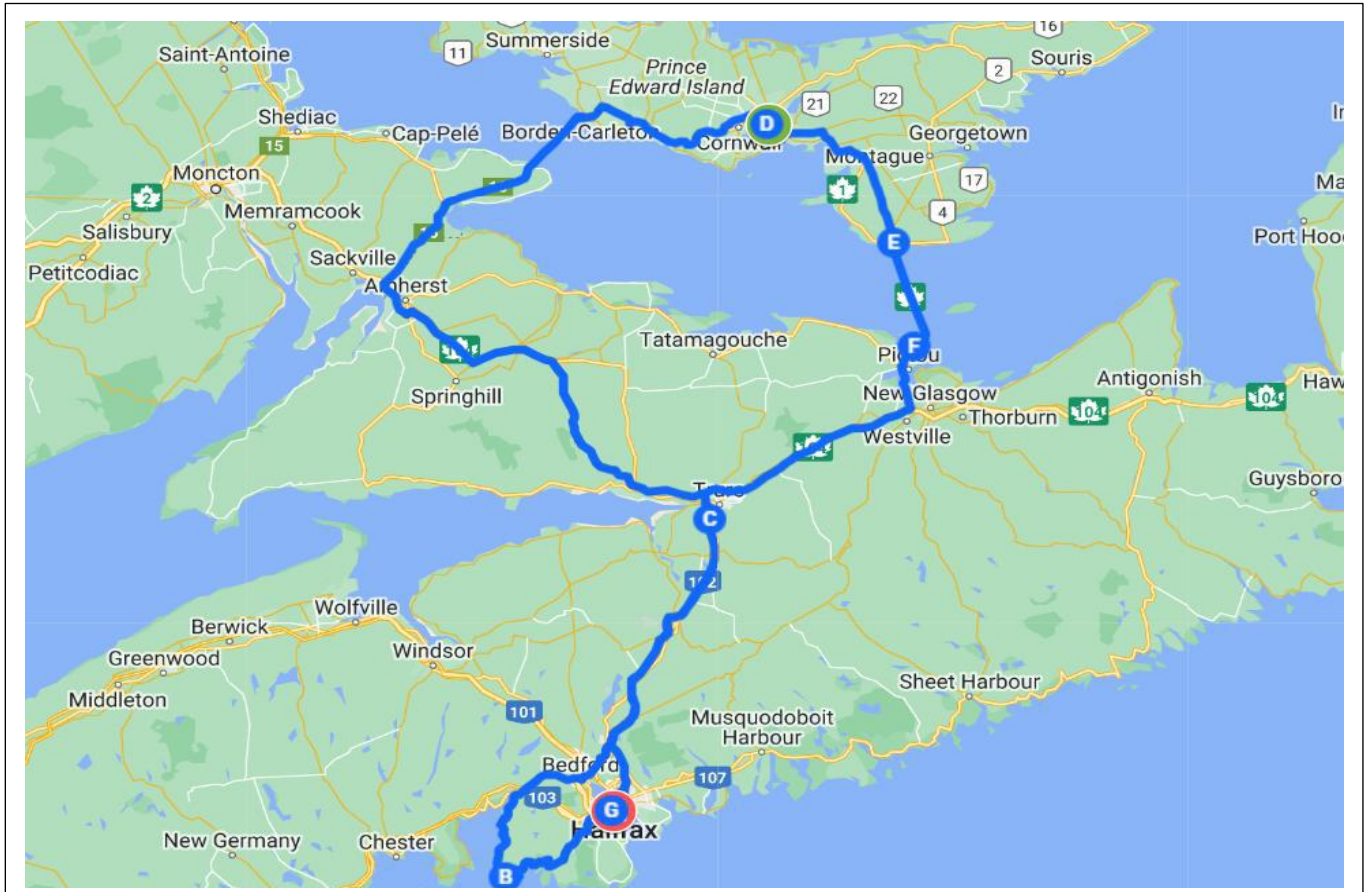 16
Summerside
11
Saint-Antoine
Souris
Prince
Edward Island
2
21
22
Shediac
Cap-Pelé
Borden-Carleton
D
Cornwall
Georgetown
15
Moncton
Montague
17
2
1
Memramcook
4
Salisbury
E
Port Hoo
Sackville
Petitcodiac
Amherst
Tatamagouche
F
Pictou
Antigonish
Haw
Springhill
New Glasgow
104
104
Thorburn
Westville
Guysboro
Truro
C
102
Wolfville
Berwick
Windsor
Greenwood
Sheet Harbour
Middleton
101
Musquodoboit
Harbour
Bedford
107
103
G
Halifax
Chester
New Germany
B